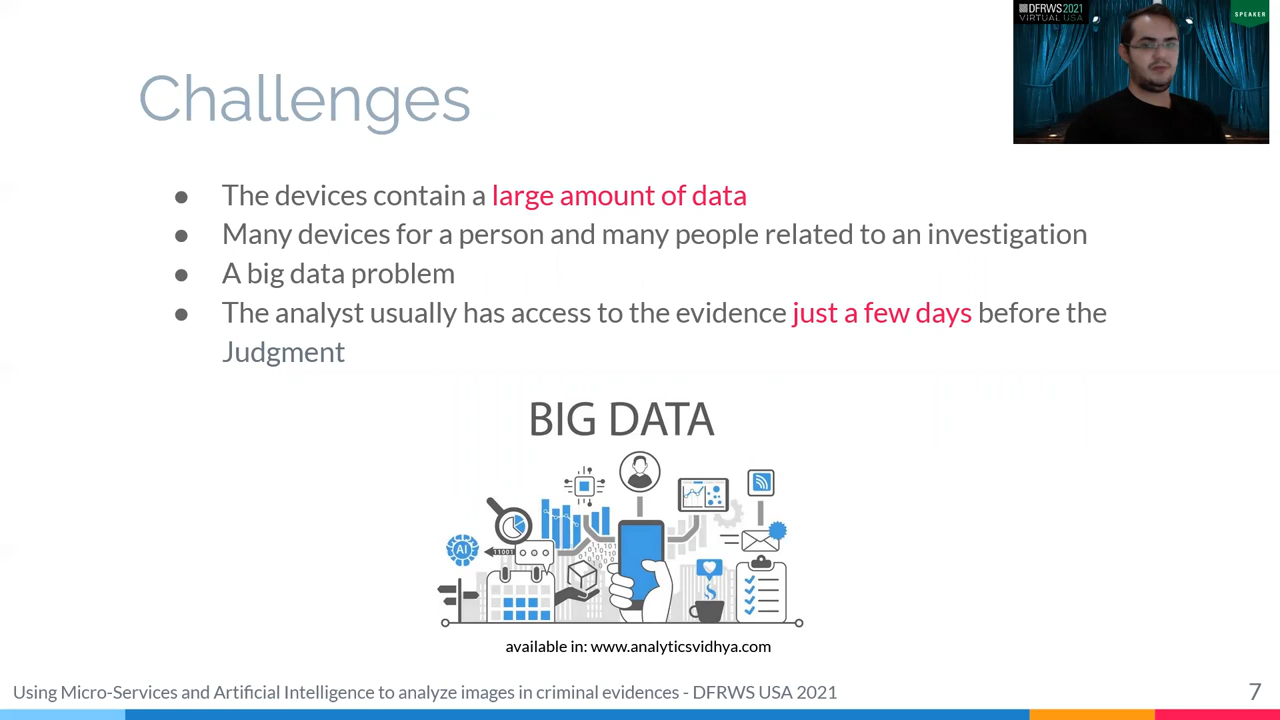 DFRWS2021
VIRTUAL USA
SPEAKER
Challenges
● The devices contain a large amount of data
● Many devices for a person and many people related to an investigation
● A big data problem
● The analyst usually has access to the evidence just a few days before the
Judgment
BIG DATA
AI
11001
available in: www.analyticsvidhya.com
Using Micro-Services and Artificial Intelligence to analyze images in criminal evidences - DFRWS USA 2021
7